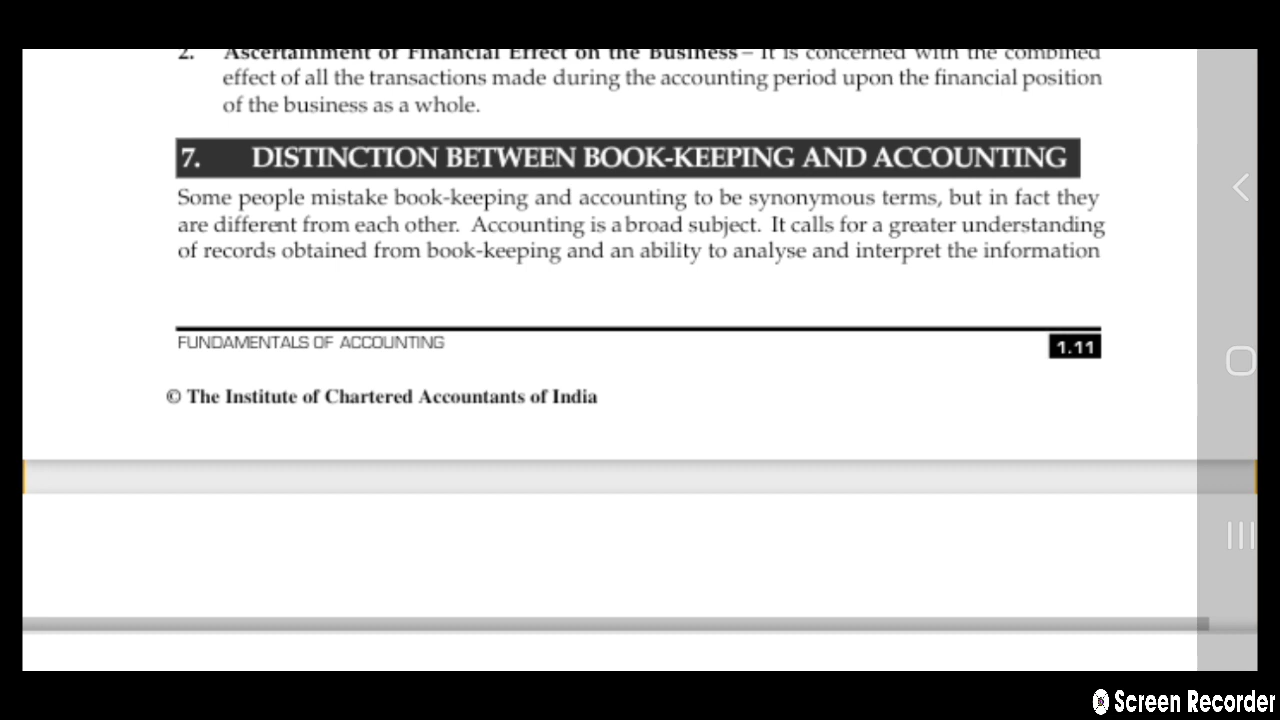 2. Ascertainment of Financial Effect on the Business – It is concerned with the combined
effect of all the transactions made during the accounting period upon the financial position
of the business as a whole.
7. DISTINCTION BETWEEN BOOK-KEEPING AND ACCOUNTING
Some people mistake book-keeping and accounting to be synonymous terms, but in fact they
are different from each other. Accounting is a broad subject. It calls for a greater understanding
of records obtained from book-keeping and an ability to analyse and interpret the information
FUNDAMENTALS OF ACCOUNTING 1.11
© The Institute of Chartered Accountants of India
Screen Recorder